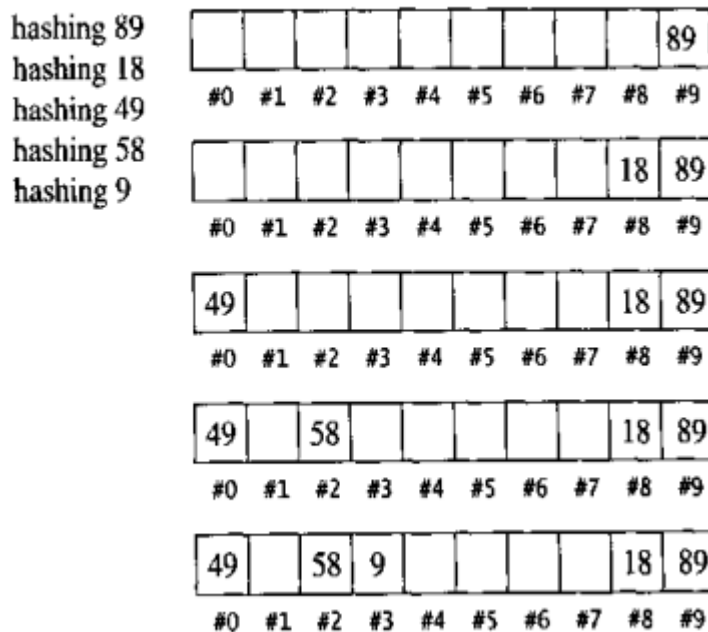 hashing 89
hashing 18
hashing 49
hashing 58
hashing 9
89
#0 #1 #2 #3 #4 #5 #6 #7 #8 #9
18 89
#0 #1 #2 #3 #4 #5 #6 #7 #8 #9
49 18 89
#0 #1 #2 #3 #4 #5 #6 #7 #8 #9
49 58 18 89
#0 #1 #2 #3 #4 #5 #6 #7 #8 #9
49 58 9 18 89
#0 #1 #2 #3 #4 #5 #6 #7 #8 #9